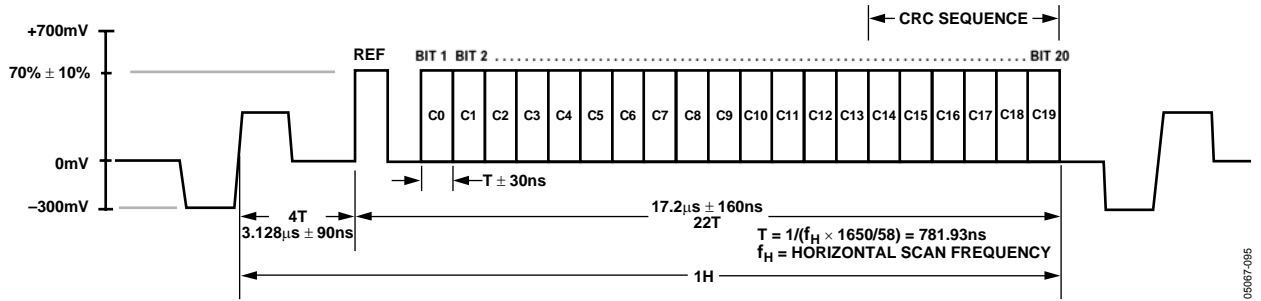 CRC SEQUENCE
+700mV
REF
BIT 1 BIT 2 . . . . . . . . . . . . . . . . . . . . . . . . . . . . . . . . . . . . . . . . BIT 20
70% ± 10%
C0 C1 C2 C3 C4 C5 C6 C7 C8 C9 C10 C11 C12 C13 C14 C15 C16 C17 C18 C19
0mV
T ± 30ns
–300mV
4T
3.128μs ± 90ns
17.2μs ± 160ns
22T
T = 1/(fH × 1650/58) = 781.93ns
fH = HORIZONTAL SCAN FREQUENCY
1H
05067-095